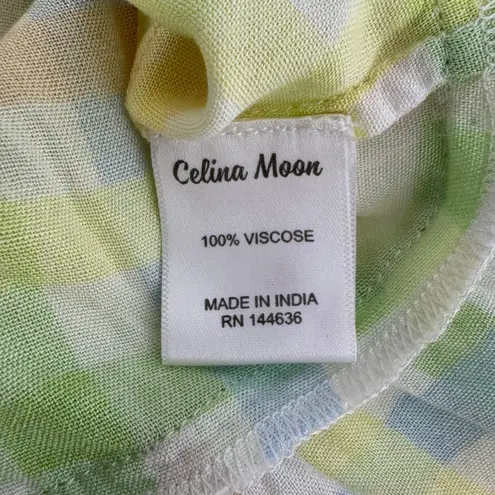 Celina Moon
100% VISCOSE
MADE IN INDIA
RN 144636